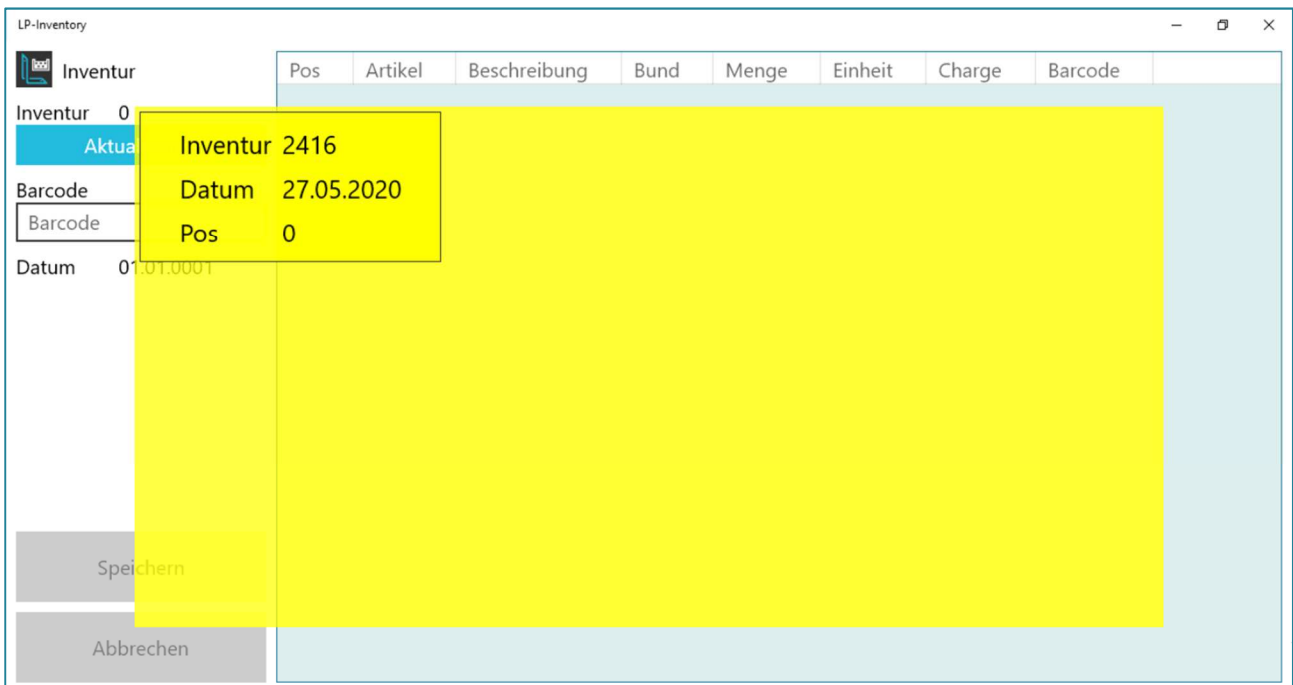 LP-Inventory
Inventur
Pos Artikel Beschreibung Bund Menge Einheit Charge Barcode
Inventur 0
Aktua
Inventur 2416
Barcode
Datum 27.05.2020
Barcode
Pos 0
Datum 01.01.0001
Speichern
Abbrechen